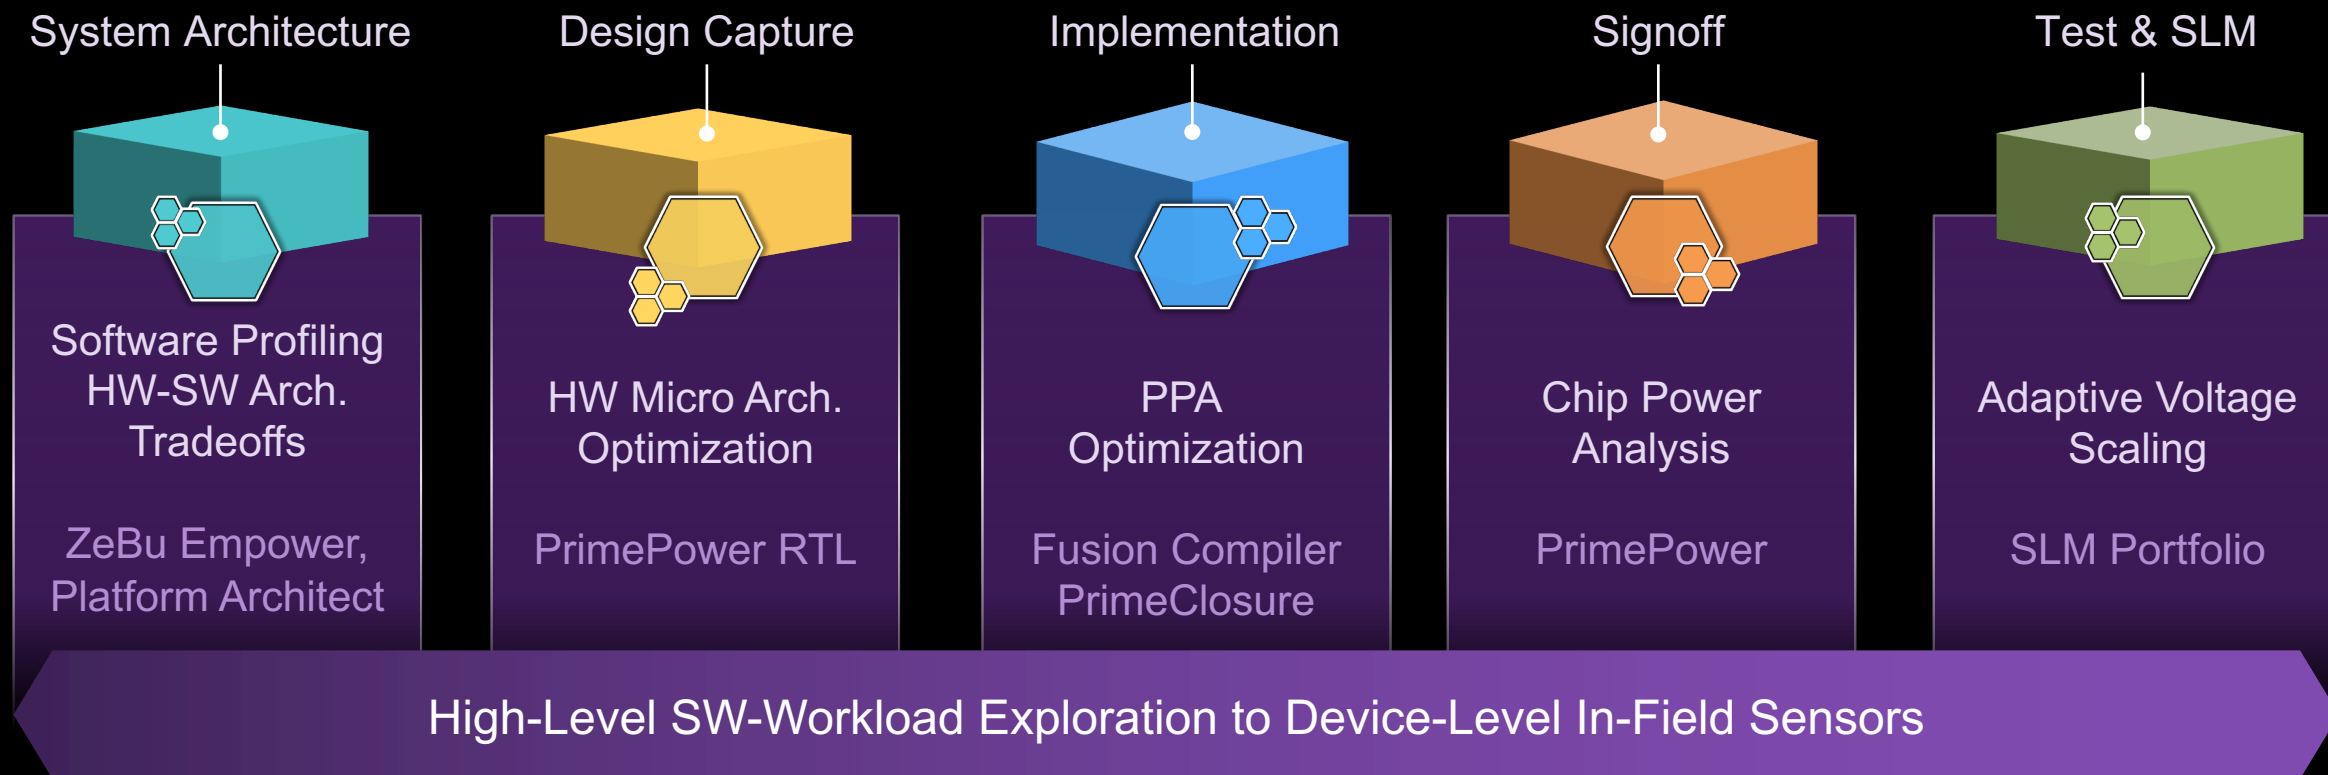 System Architecture
Software Profiling
HW-SW Arch.
Tradeoffs
ZeBu Empower,
Platform Architect
Design Capture
HW Micro Arch.
Optimization
PrimePower RTL
Implementation
PPA
Optimization
Fusion Compiler
PrimeClosure
Signoff
Chip Power
Analysis
PrimePower
Test & SLM
Adaptive Voltage
Scaling
SLM Portfolio
High-Level SW-Workload Exploration to Device-Level In-Field Sensors